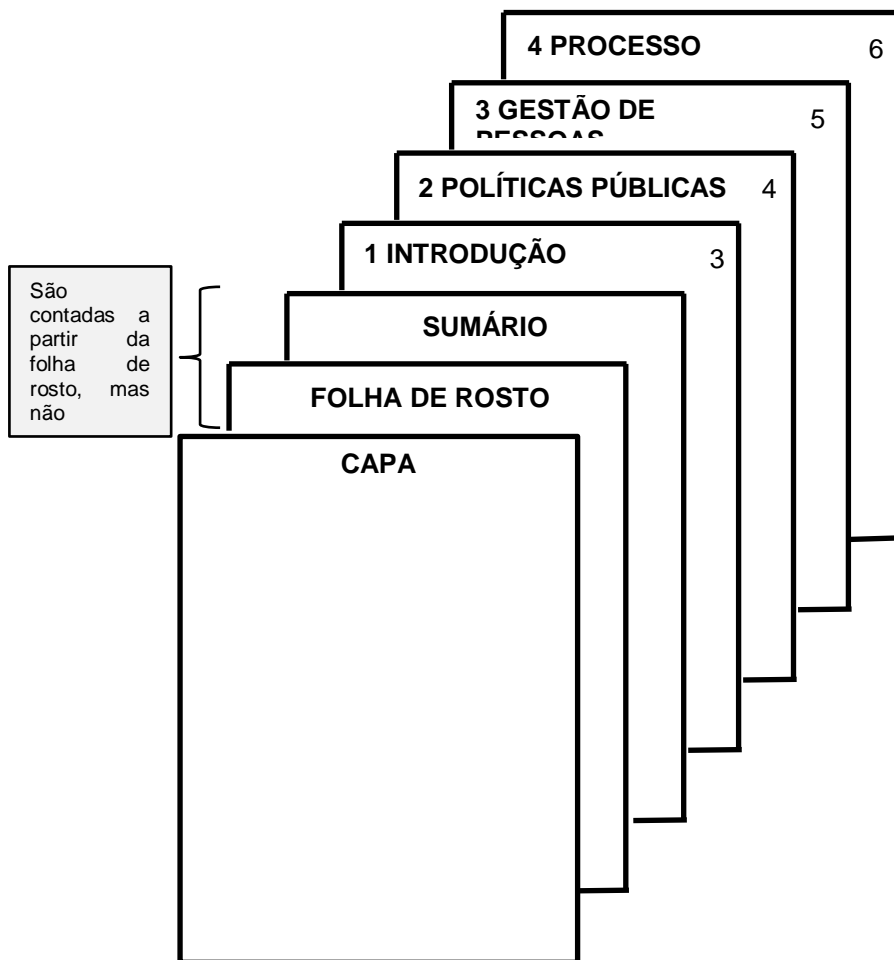 4 PROCESSO 6
3 GESTÃO DE 5
PESSOAS
2 POLÍTICAS PÚBLICAS 4
1 INTRODUÇÃO 3
São
contadas a
partir da
folha de
rosto, mas
não
SUMÁRIO
FOLHA DE ROSTO
CAPA